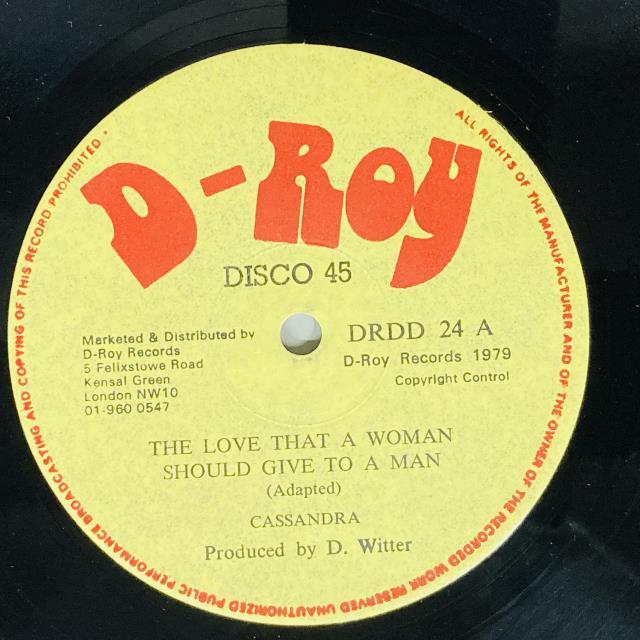 D-Roy
DISCO 45
Marketed & Distributed by
D-Roy Records
5 Felixstowe Road
Kensal Green
London NW10
01-960 0547
DRDD 24 A
D-Roy Records 1979
Copyright Control
THE LOVE THAT A WOMAN
SHOULD GIVE TO A MAN
(Adapted)
CASSANDRA
Produced by D. Witter
ALL RIGHTS OF THE MANUFACTURER AND OF THE OWNER OF THE RECORDED WORK RESERVED UNAUTHORIZED PUBLIC PERFORMANCE BROADCASTING AND COPYING OF THIS RECORD PROHIBITED •